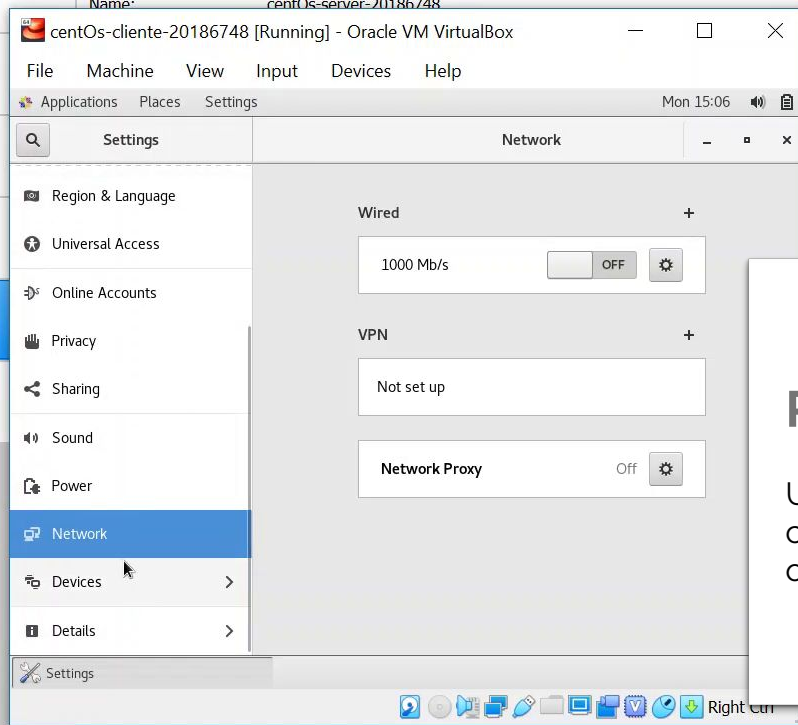 Name: centOs-server-20186748
centOs-cliente-20186748 [Running] - Oracle VM VirtualBox
File Machine View Input Devices Help
Applications Places Settings Mon 15:06
Settings Network
Region & Language
Universal Access
Online Accounts
Privacy
Sharing
Sound
Power
Network
Devices
Details
Wired
1000 Mb/s OFF
VPN
Not set up
Network Proxy Off
Settings
Right Ctrl